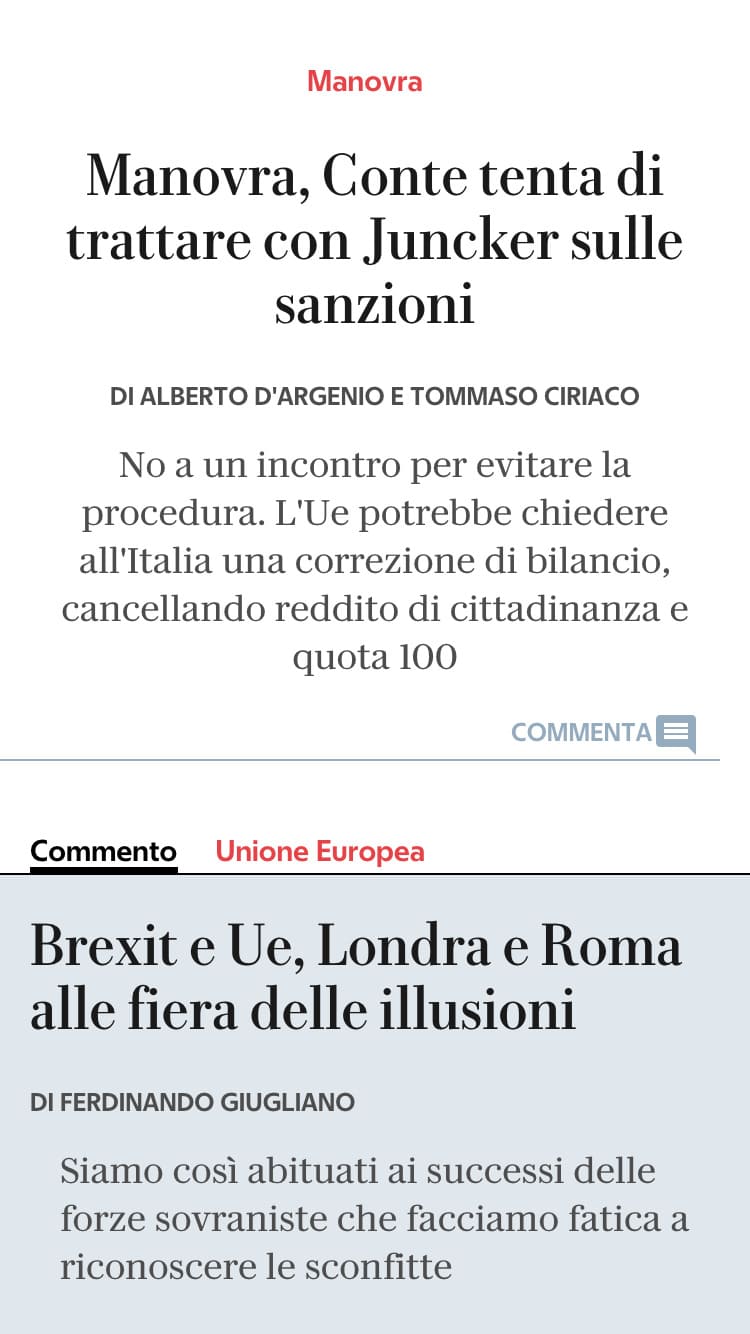 Manovra
Manovra, Conte tenta di
trattare con Juncker sulle
sanzioni
DI ALBERTO D'ARGENIO E TOMMASO CIRIACO
No a un incontro per evitare la
procedura. L'Ue potrebbe chiedere
all'Italia una correzione di bilancio,
cancellando reddito di cittadinanza e
quota 100
COMMENTA
Commento Unione Europea
Brexit e Ue, Londra e Roma
alle fiera delle illusioni
DI FERDINANDO GIUGLIANO
Siamo così abituati ai successi delle
forze sovraniste che facciamo fatica a
riconoscere le sconfitte